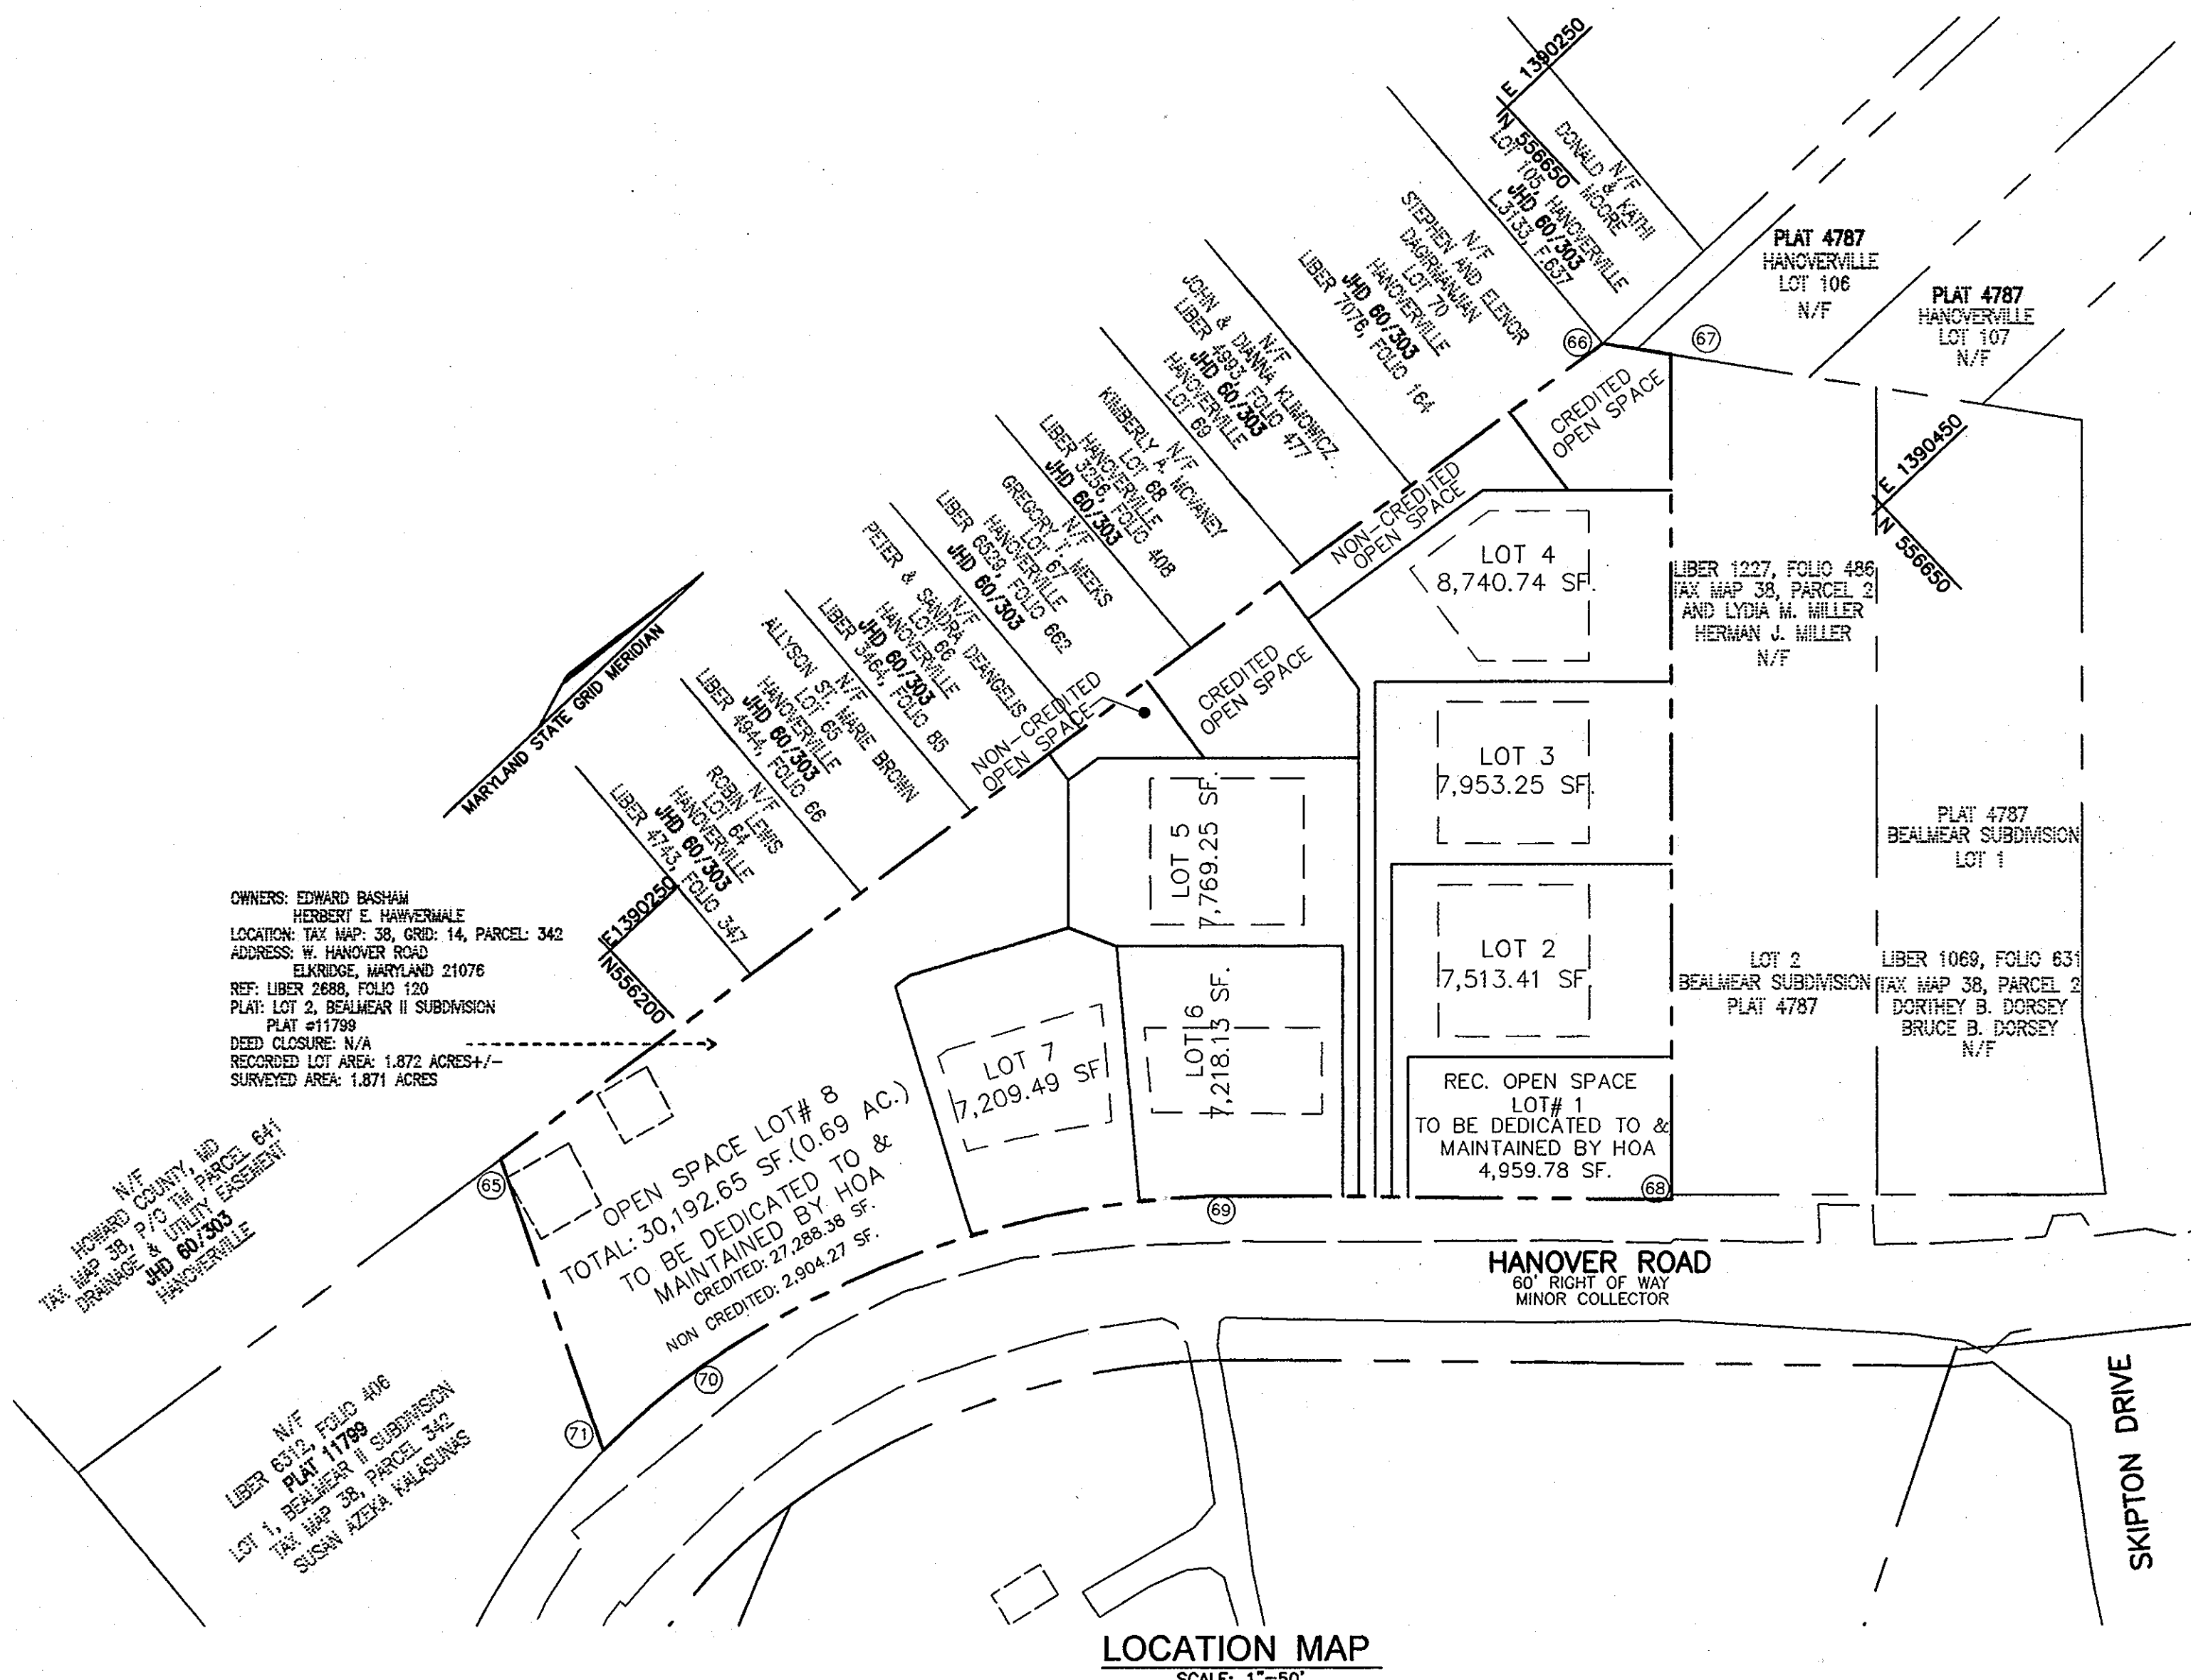 E 1390250
N 556650
N/F
DONALD & KATHI
MOORE
LOT 105, HANOVERVILLE
JHD 60/303
L.3133, F.637
N/F
STEPHEN AND ELENOR
DAGIRMANJIAN
LOT 70
HANOVERVILLE
JHD 60/303
LIBER 7076, FOLIO 164
N/F
JOHN & DIANNA KLIMOWICZ
LIBER 4993, FOLIO 477
JHD 60/303
HANOVERVILLE
LOT 69
N/F
KIMBERLY A. MCVANEY
LOT 68
HANOVERVILLE
LIBER 3256, FOLIO 408
JHD 60/303
N/F
GREGORY T. MEEKS
LOT 67
HANOVERVILLE
LIBER 6529, FOLIO 662
JHD 60/303
N/F
PETER & SANDRA DEANGELIS
LOT 66
HANOVERVILLE
JHD 60/303
LIBER 3464, FOLIO 85
N/F
ALLYSON ST. MARIE BROWN
LOT 65
HANOVERVILLE
JHD 60/303
LIBER 4944, FOLIO 66
N/F
ROBIN LEWIS
LOT 64
HANOVERVILLE
JHD 60/303
LIBER 4743, FOLIO 347
PLAT 4787
HANOVERVILLE
LOT 106
N/F
PLAT 4787
HANOVERVILLE
LOT 107
N/F
66
67
CREDITED
OPEN SPACE
NON-CREDITED
OPEN SPACE
E 1390450
N 556650
LOT 4
8,740.74 SF.
LIBER 1227, FOLIO 486
TAX MAP 38, PARCEL 2
AND LYDIA M. MILLER
HERMAN J. MILLER
N/F
MARYLAND STATE GRID MERIDIAN
CREDITED
OPEN SPACE
NON-CREDITED
OPEN SPACE
LOT 3
7,953.25 SF.
LOT 5
7,769.25 SF.
PLAT 4787
BEALMEAR SUBDIVISION
LOT 1
E1390250
N556200
OWNERS: EDWARD BASHAM
HERBERT E. HAWVERMALE
LOCATION: TAX MAP: 38, GRID: 14, PARCEL: 342
ADDRESS: W. HANOVER ROAD
ELKRIDGE, MARYLAND 21076
REF: LIBER 2688, FOLIO 120
PLAT: LOT 2, BEALMEAR II SUBDIVISION
PLAT #11799
DEED CLOSURE: N/A
RECORDED LOT AREA: 1.872 ACRES+/-
SURVEYED AREA: 1.871 ACRES
LOT 2
7,513.41 SF.
LOT 2
BEALMEAR SUBDIVISION
PLAT 4787
LIBER 1069, FOLIO 631
TAX MAP 38, PARCEL 2
DORTHEY B. DORSEY
BRUCE B. DORSEY
N/F
LOT 7
7,209.49 SF
LOT 6
7,218.13 SF.
REC. OPEN SPACE
LOT# 1
TO BE DEDICATED TO &
MAINTAINED BY HOA
4,959.78 SF.
68
OPEN SPACE LOT# 8
TOTAL: 30,192.65 SF.(0.69 AC.)
TO BE DEDICATED TO &
MAINTAINED BY HOA
CREDITED: 27,288.38 SF.
NON CREDITED: 2,904.27 SF.
65
69
70
71
N/F
HOWARD COUNTY, MD
TAX MAP 38, P/O TM PARCEL 641
DRAINAGE & UTILITY EASEMENT
JHD 60/303
HANOVERVILLE
HANOVER ROAD
60' RIGHT OF WAY
MINOR COLLECTOR
N/F
LIBER 6312, FOLIO 406
PLAT 11799
LOT 1, BEALMEAR II SUBDIVISION
TAX MAP 38, PARCEL 342
SUSAN AZEKA KALASUNAS
SKIPTON DRIVE
LOCATION MAP
SCALE: 1"=50'